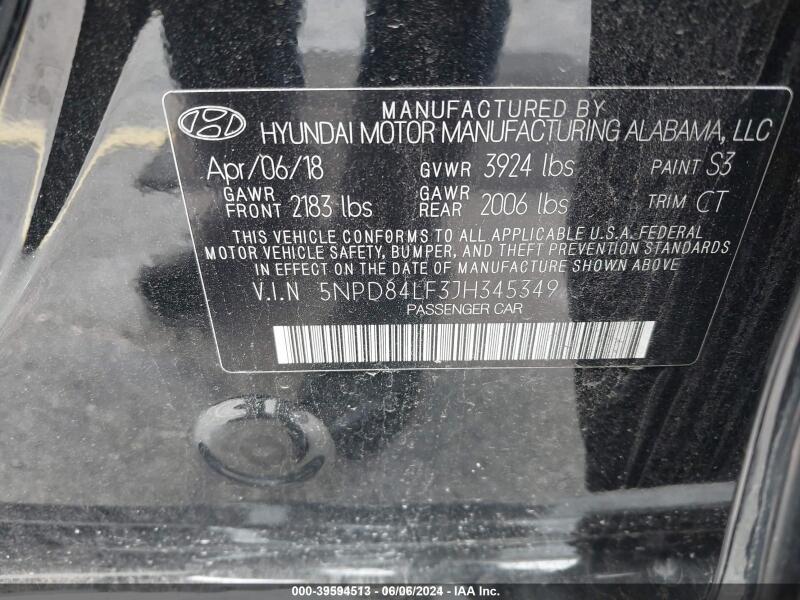 MANUFACTURED BY
HYUNDAI MOTOR MANUFACTURING ALABAMA, LLC
Apr/06/18 GVWR 3924 lbs PAINT S3
GAWR FRONT 2183 lbs GAWR REAR 2006 lbs TRIM CT
THIS VEHICLE CONFORMS TO ALL APPLICABLE U.S.A. FEDERAL
MOTOR VEHICLE SAFETY, BUMPER, AND THEFT PREVENTION STANDARDS
IN EFFECT ON THE DATE OF MANUFACTURE SHOWN ABOVE
V.I.N 5NPD84LF3JH345349
PASSENGER CAR
000-39594513 - 06/06/2024 - IAA Inc.